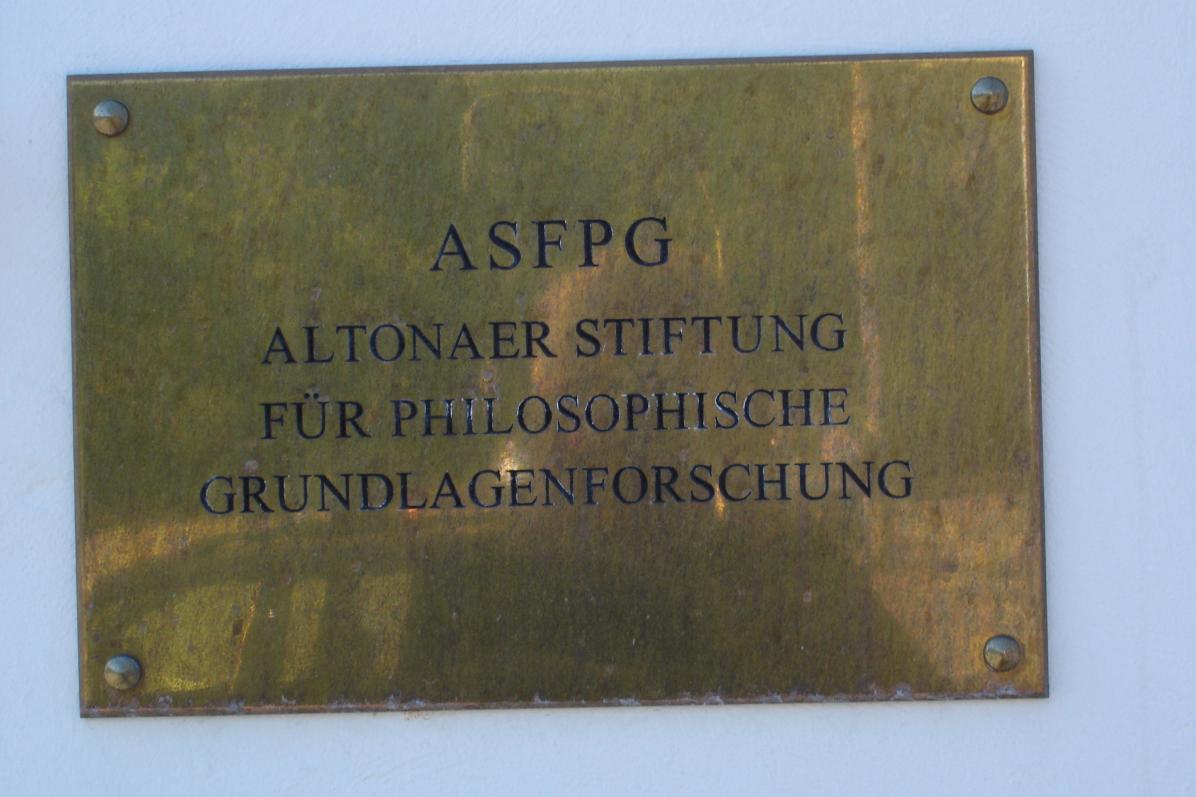 ASFPG
ALTONAER STIFTUNG
FÜR PHILOSOPHISCHE
GRUNDLAGENFORSCHUNG